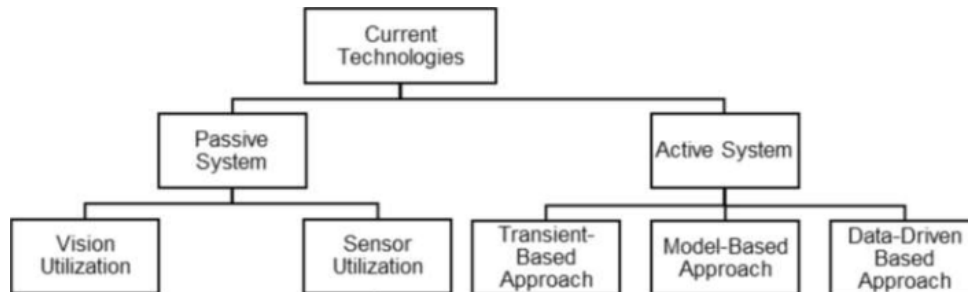 Current
Technologies
Passive
System
Active System
Vision
Utilization
Sensor
Utilization
Transient-
Based
Approach
Model-Based
Approach
Data-Driven
Based
Approach